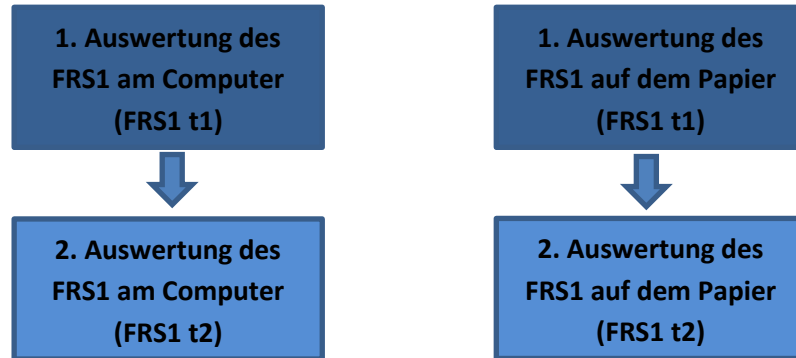 1. Auswertung des
FRS1 am Computer
(FRS1 t1)
1. Auswertung des
FRS1 auf dem Papier
(FRS1 t1)
2. Auswertung des
FRS1 am Computer
(FRS1 t2)
2. Auswertung des
FRS1 auf dem Papier
(FRS1 t2)